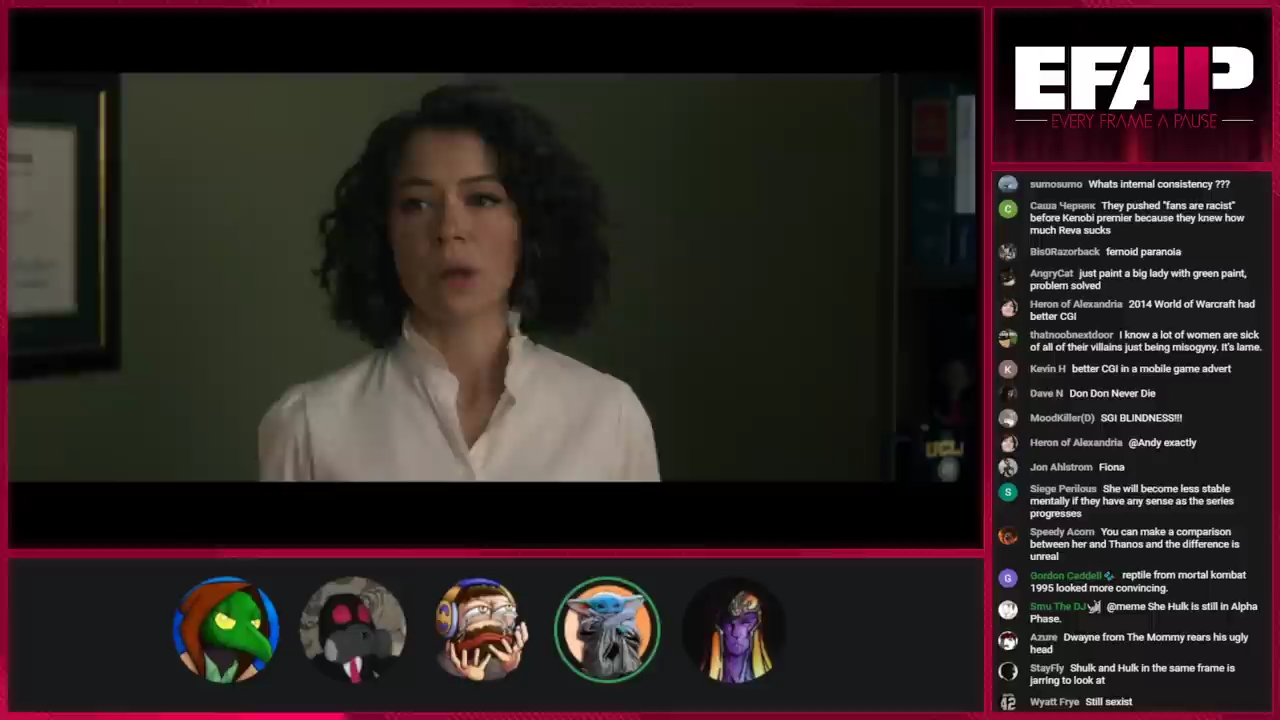 EFAP
EVERY FRAME A PAUSE
sumosumo Whats internal consistency ???
Саша Черняк They pushed "fans are racist"
before Kenobi premier because they knew how
much Reva sucks
Bis0Razorback femoid paranoia
AngryCat just paint a big lady with green paint,
problem solved
Heron of Alexandria 2014 World of Warcraft had
better CGI
thatnoobnextdoor I know a lot of women are sick
of all of their villains just being misogyny. It's lame.
K
Kevin H better CGI in a mobile game advert
Dave N Don Don Never Die
MoodKiller(D) SGI BLINDNESS!!!
Heron of Alexandria @Andy exactly
Jon Ahlstrom Fiona
S
Siege Perilous She will become less stable
mentally if they have any sense as the series
progresses
Speedy Acorn You can make a comparison
between her and Thanos and the difference is
unreal
G
Gordon Caddell reptile from mortal kombat
1995 looked more convincing.
Smu The DJ @meme She Hulk is still in Alpha
Phase.
Azure Dwayne from The Mommy rears his ugly
head
StayFly Shulk and Hulk in the same frame is
jarring to look at
42
Wyatt Frye Still sexist